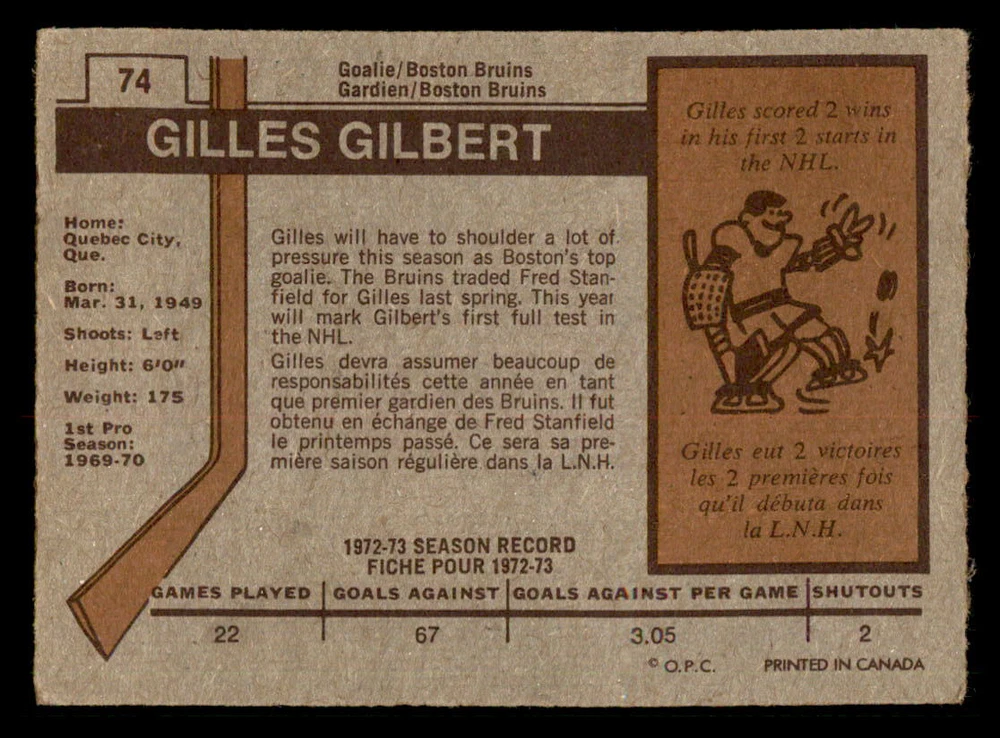 74
Goalie/Boston Bruins
Gardien/Boston Bruins
GILLES GILBERT
Home:
Quebec City,
Que.
Born:
Mar. 31, 1949
Shoots: Left
Height: 6'0"
Weight: 175
1st Pro
Season:
1969-70
Gilles will have to shoulder a lot of
pressure this season as Boston's top
goalie. The Bruins traded Fred Stan-
field for Gilles last spring. This year
will mark Gilbert's first full test in
the NHL.
Gilles devra assumer beaucoup de
responsabilités cette année en tant
que premier gardien des Bruins. Il fut
obtenu en échange de Fred Stanfield
le printemps passé. Ce sera sa pre-
mière saison régulière dans la L.N.H.
Gilles scored 2 wins
in his first 2 starts in
the NHL.
Gilles eut 2 victoires
les 2 premières fois
qu'il débuta dans
la L.N.H.
1972-73 SEASON RECORD
FICHE POUR 1972-73
GAMES PLAYED GOALS AGAINST GOALS AGAINST PER GAME SHUTOUTS
22 67 3.05 2
© O.P.C. PRINTED IN CANADA